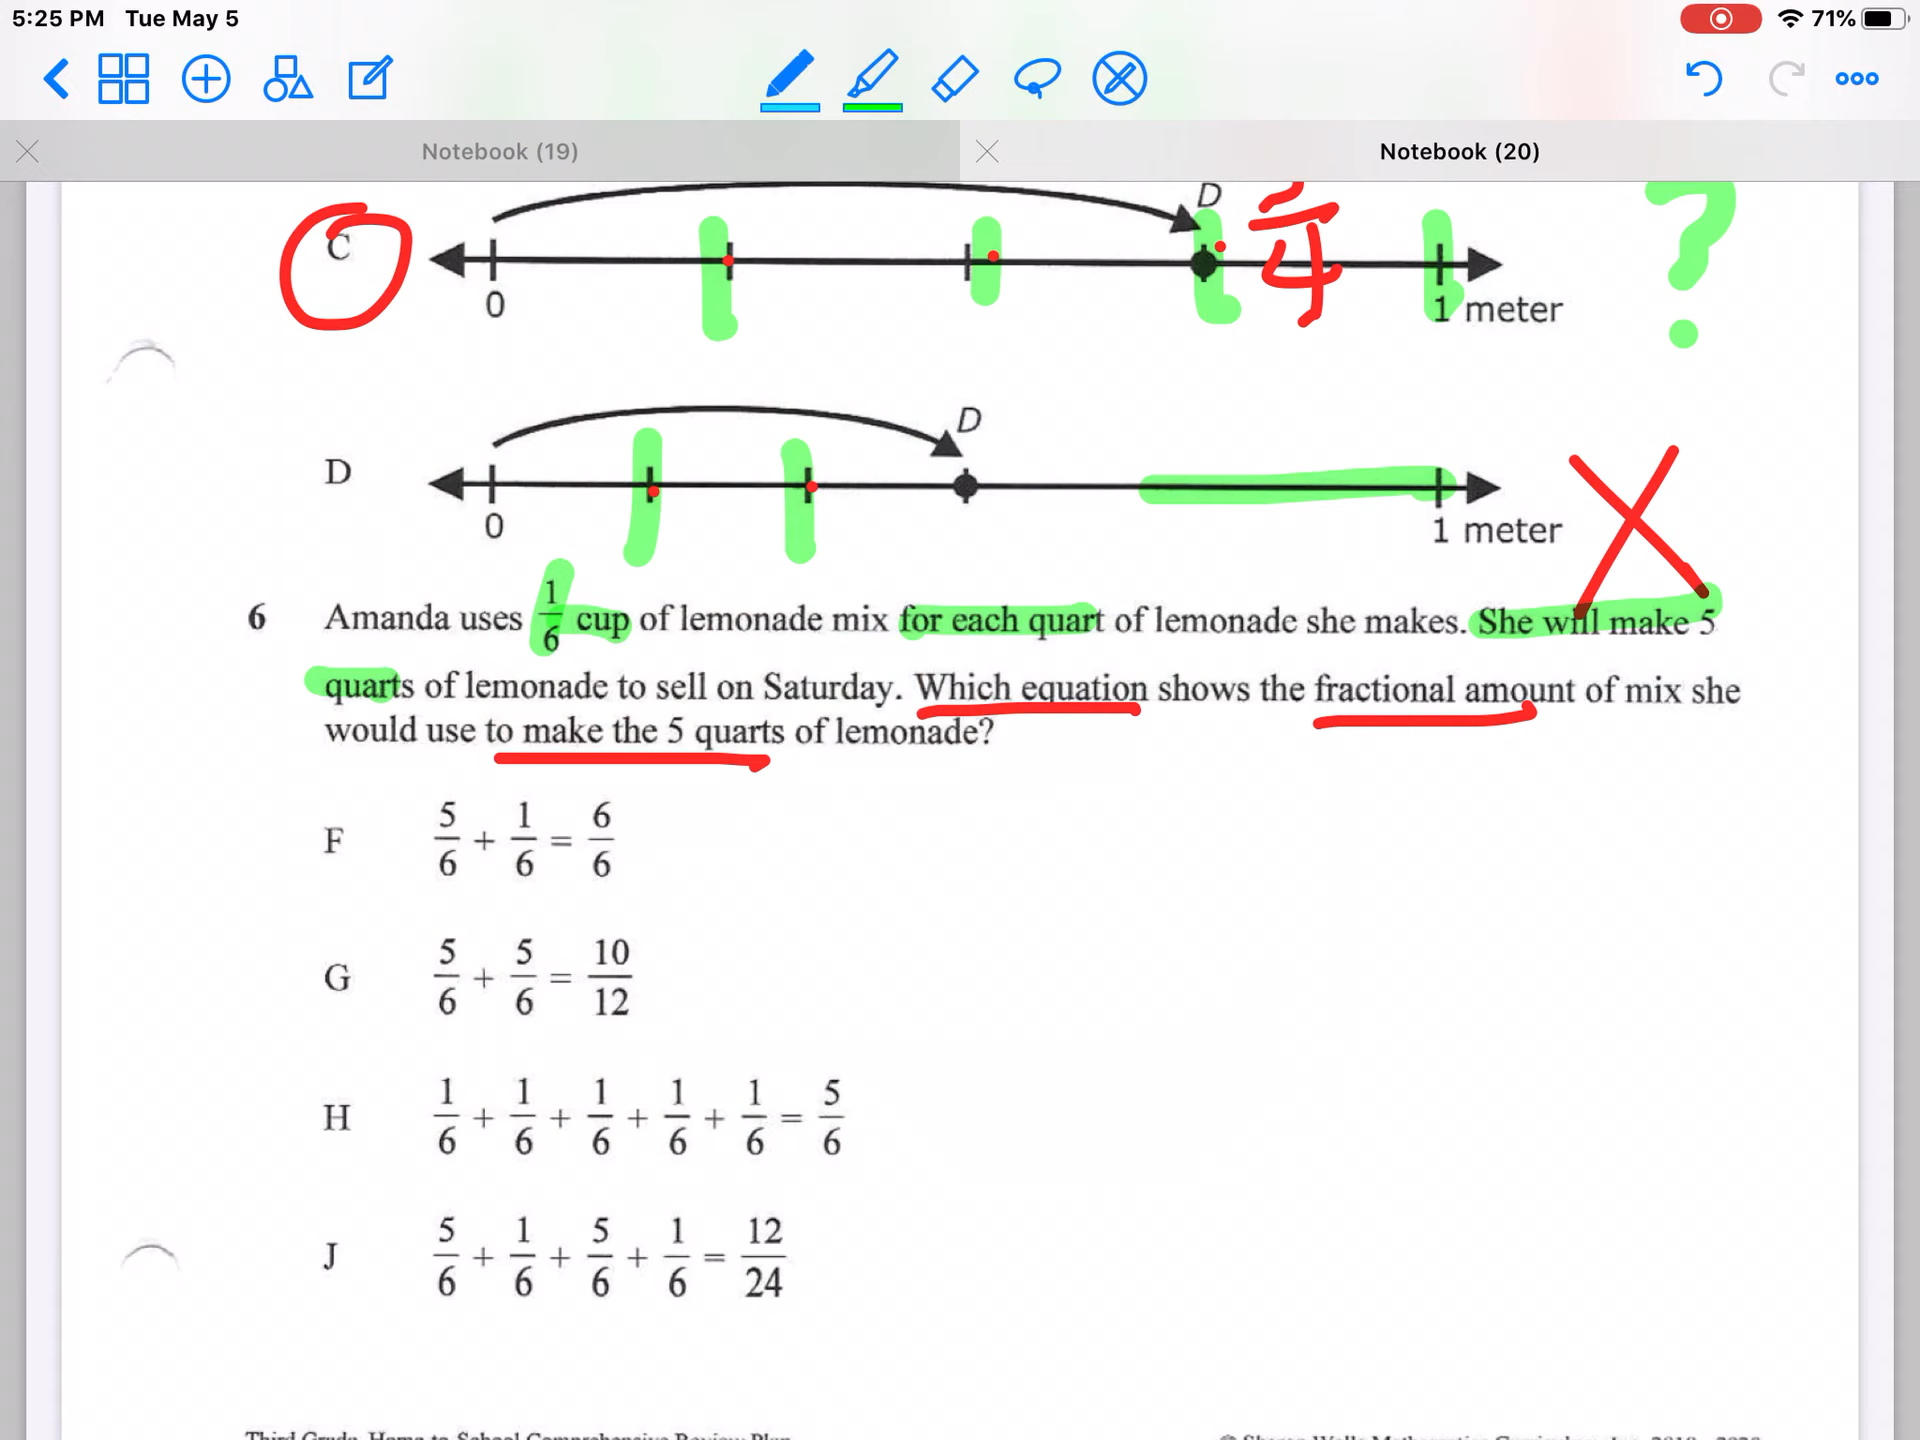 5:25 PM Tue May 5
71%
Notebook (19)
Notebook (20)
C
D
4
0
1 meter
D
D
0
1 meter
6 Amanda uses 1/6 cup of lemonade mix for each quart of lemonade she makes. She will make 5
quarts of lemonade to sell on Saturday. Which equation shows the fractional amount of mix she
would use to make the 5 quarts of lemonade?
F 5/6 + 1/6 = 6/6
G 5/6 + 5/6 = 10/12
H 1/6 + 1/6 + 1/6 + 1/6 + 1/6 = 5/6
J 5/6 + 1/6 + 5/6 + 1/6 = 12/24